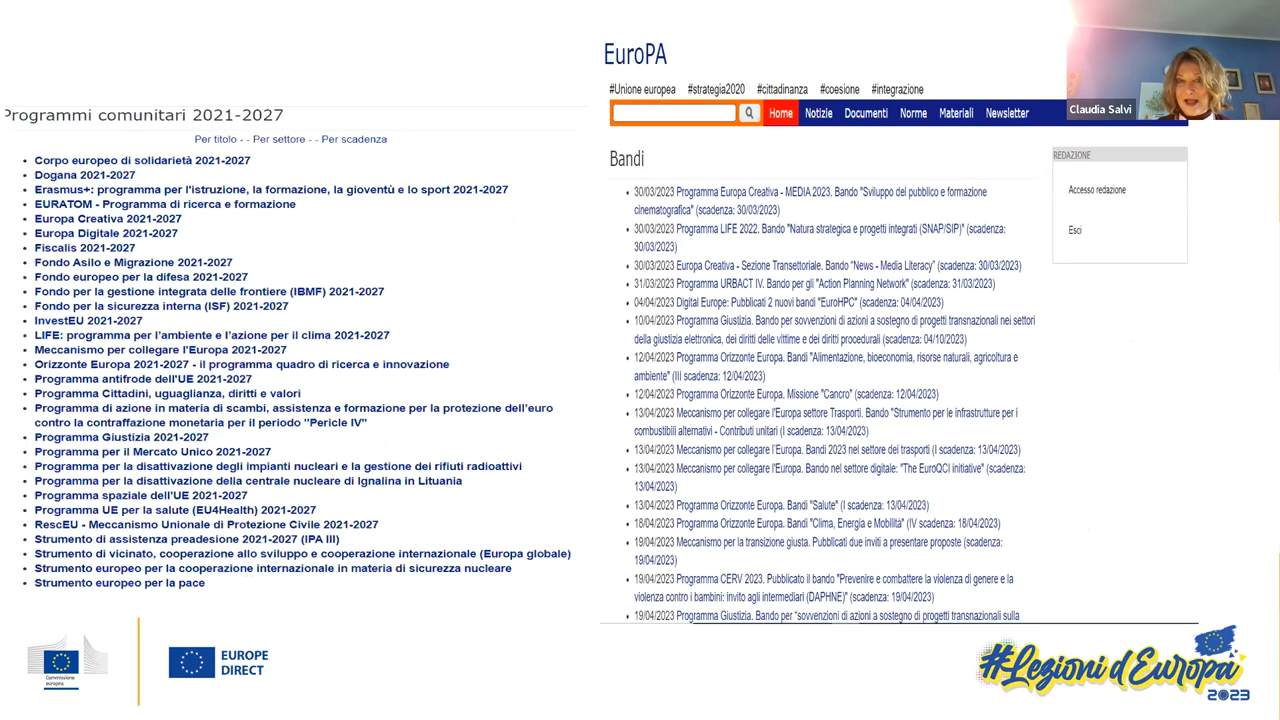 Programmi comunitari 2021-2027
Per titolo - - Per settore - - Per scadenza
Corpo europeo di solidarietà 2021-2027
Dogana 2021-2027
Erasmus+: programma per l'istruzione, la formazione, la gioventù e lo sport 2021-2027
EURATOM - Programma di ricerca e formazione
Europa Creativa 2021-2027
Europa Digitale 2021-2027
Fiscalis 2021-2027
Fondo Asilo e Migrazione 2021-2027
Fondo europeo per la difesa 2021-2027
Fondo per la gestione integrata delle frontiere (IBMF) 2021-2027
Fondo per la sicurezza interna (ISF) 2021-2027
InvestEU 2021-2027
LIFE: programma per l’ambiente e l’azione per il clima 2021-2027
Meccanismo per collegare l'Europa 2021-2027
Orizzonte Europa 2021-2027 - il programma quadro di ricerca e innovazione
Programma antifrode dell'UE 2021-2027
Programma Cittadini, uguaglianza, diritti e valori
Programma di azione in materia di scambi, assistenza e formazione per la protezione dell’euro
contro la contraffazione monetaria per il periodo "Pericle IV"
Programma Giustizia 2021-2027
Programma per il Mercato Unico 2021-2027
Programma per la disattivazione degli impianti nucleari e la gestione dei rifiuti radioattivi
Programma per la disattivazione della centrale nucleare di Ignalina in Lituania
Programma spaziale dell'UE 2021-2027
Programma UE per la salute (EU4Health) 2021-2027
RescEU - Meccanismo Unionale di Protezione Civile 2021-2027
Strumento di assistenza preadesione 2021-2027 (IPA III)
Strumento di vicinato, cooperazione allo sviluppo e cooperazione internazionale (Europa globale)
Strumento europeo per la cooperazione internazionale in materia di sicurezza nucleare
Strumento europeo per la pace
EuroPA
#Unione europea #strategia2020 #cittadinanza #coesione #integrazione
Home Notizie Documenti Norme Materiali Newsletter
Claudia Salvi
Bandi
30/03/2023 Programma Europa Creativa - MEDIA 2023. Bando "Sviluppo del pubblico e formazione
cinematografica" (scadenza: 30/03/2023)
30/03/2023 Programma LIFE 2022. Bando "Natura strategica e progetti integrati (SNAP/SIP)" (scadenza:
30/03/2023)
30/03/2023 Europa Creativa - Sezione Transettoriale. Bando “News - Media Literacy” (scadenza: 30/03/2023)
31/03/2023 Programma URBACT IV. Bando per gli "Action Planning Network" (scadenza: 31/03/2023)
04/04/2023 Digital Europe: Pubblicati 2 nuovi bandi "EuroHPC" (scadenza: 04/04/2023)
10/04/2023 Programma Giustizia. Bando per sovvenzioni di azioni a sostegno di progetti transnazionali nei settori
della giustizia elettronica, dei diritti delle vittime e dei diritti procedurali (scadenza: 04/10/2023)
12/04/2023 Programma Orizzonte Europa. Bandi "Alimentazione, bioeconomia, risorse naturali, agricoltura e
ambiente" (III scadenza: 12/04/2023)
12/04/2023 Programma Orizzonte Europa. Missione "Cancro" (scadenza: 12/04/2023)
13/04/2023 Meccanismo per collegare l'Europa settore Trasporti. Bando "Strumento per le infrastrutture per i
combustibili alternativi - Contributi unitari (I scadenza: 13/04/2023)
13/04/2023 Meccanismo per collegare l'Europa. Bandi 2023 nel settore dei trasporti (I scadenza: 13/04/2023)
13/04/2023 Meccanismo per collegare l'Europa. Bando nel settore digitale: "The EuroQCI initiative" (scadenza:
13/04/2023)
13/04/2023 Programma Orizzonte Europa. Bandi "Salute" (I scadenza: 13/04/2023)
18/04/2023 Programma Orizzonte Europa. Bandi "Clima, Energia e Mobilità" (IV scadenza: 18/04/2023)
19/04/2023 Meccanismo per la transizione giusta. Pubblicati due inviti a presentare proposte (scadenza:
19/04/2023)
19/04/2023 Programma CERV 2023. Pubblicato il bando "Prevenire e combattere la violenza di genere e la
violenza contro i bambini: invito agli intermediari (DAPHNE)" (scadenza: 19/04/2023)
19/04/2023 Programma Giustizia. Bando per "sovvenzioni di azioni a sostegno di progetti transnazionali sulla
REDAZIONE
Accesso redazione
Esci
Commissione
europea
EUROPE
DIRECT
#Lezioni d'Europa
2023